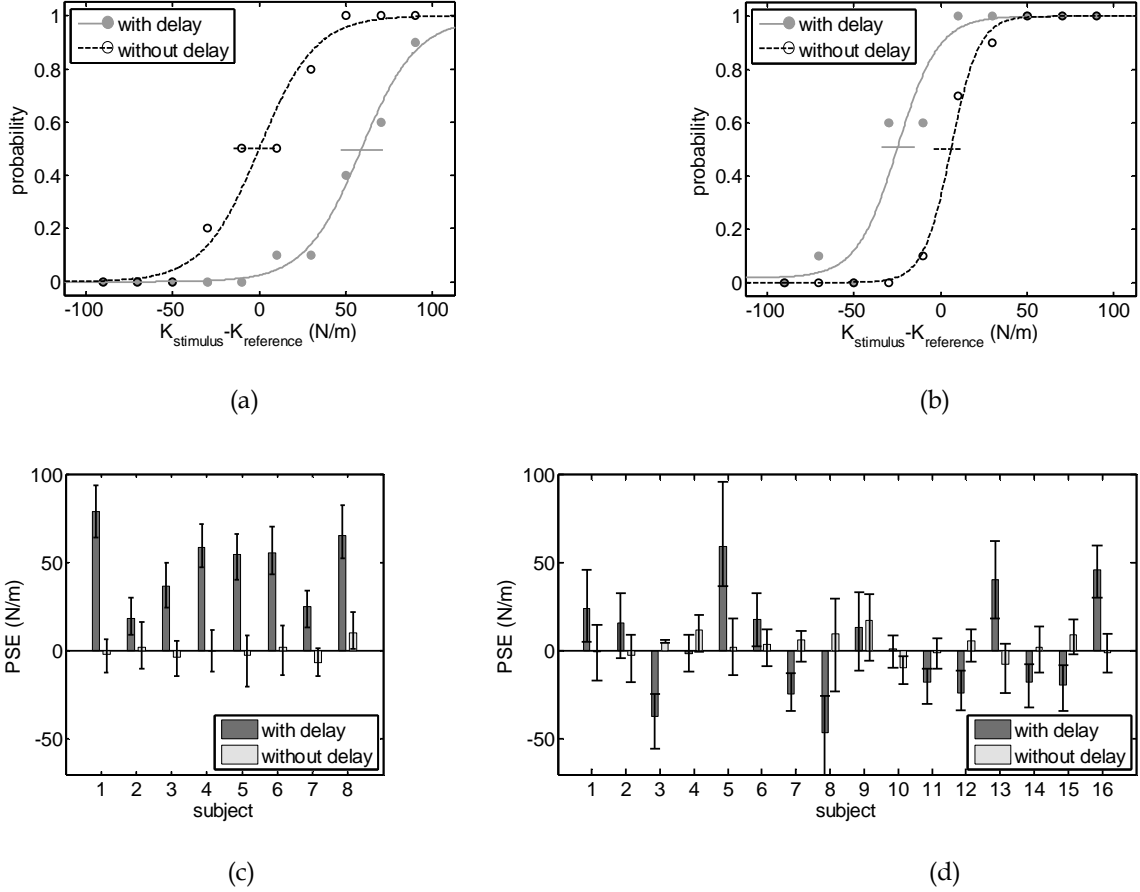 with delay
without delay
probability
1
0.8
0.6
0.4
0.2
0
-100 -50 0 50 100
K_stimulus-K_reference (N/m)
(a)
with delay
without delay
probability
1
0.8
0.6
0.4
0.2
0
-100 -50 0 50 100
K_stimulus-K_reference (N/m)
(b)
PSE (N/m)
100
50
0
-50
with delay
without delay
1 2 3 4 5 6 7 8
subject
(c)
PSE (N/m)
100
50
0
-50
with delay
without delay
1 2 3 4 5 6 7 8 9 10 11 12 13 14 15 16
subject
(d)